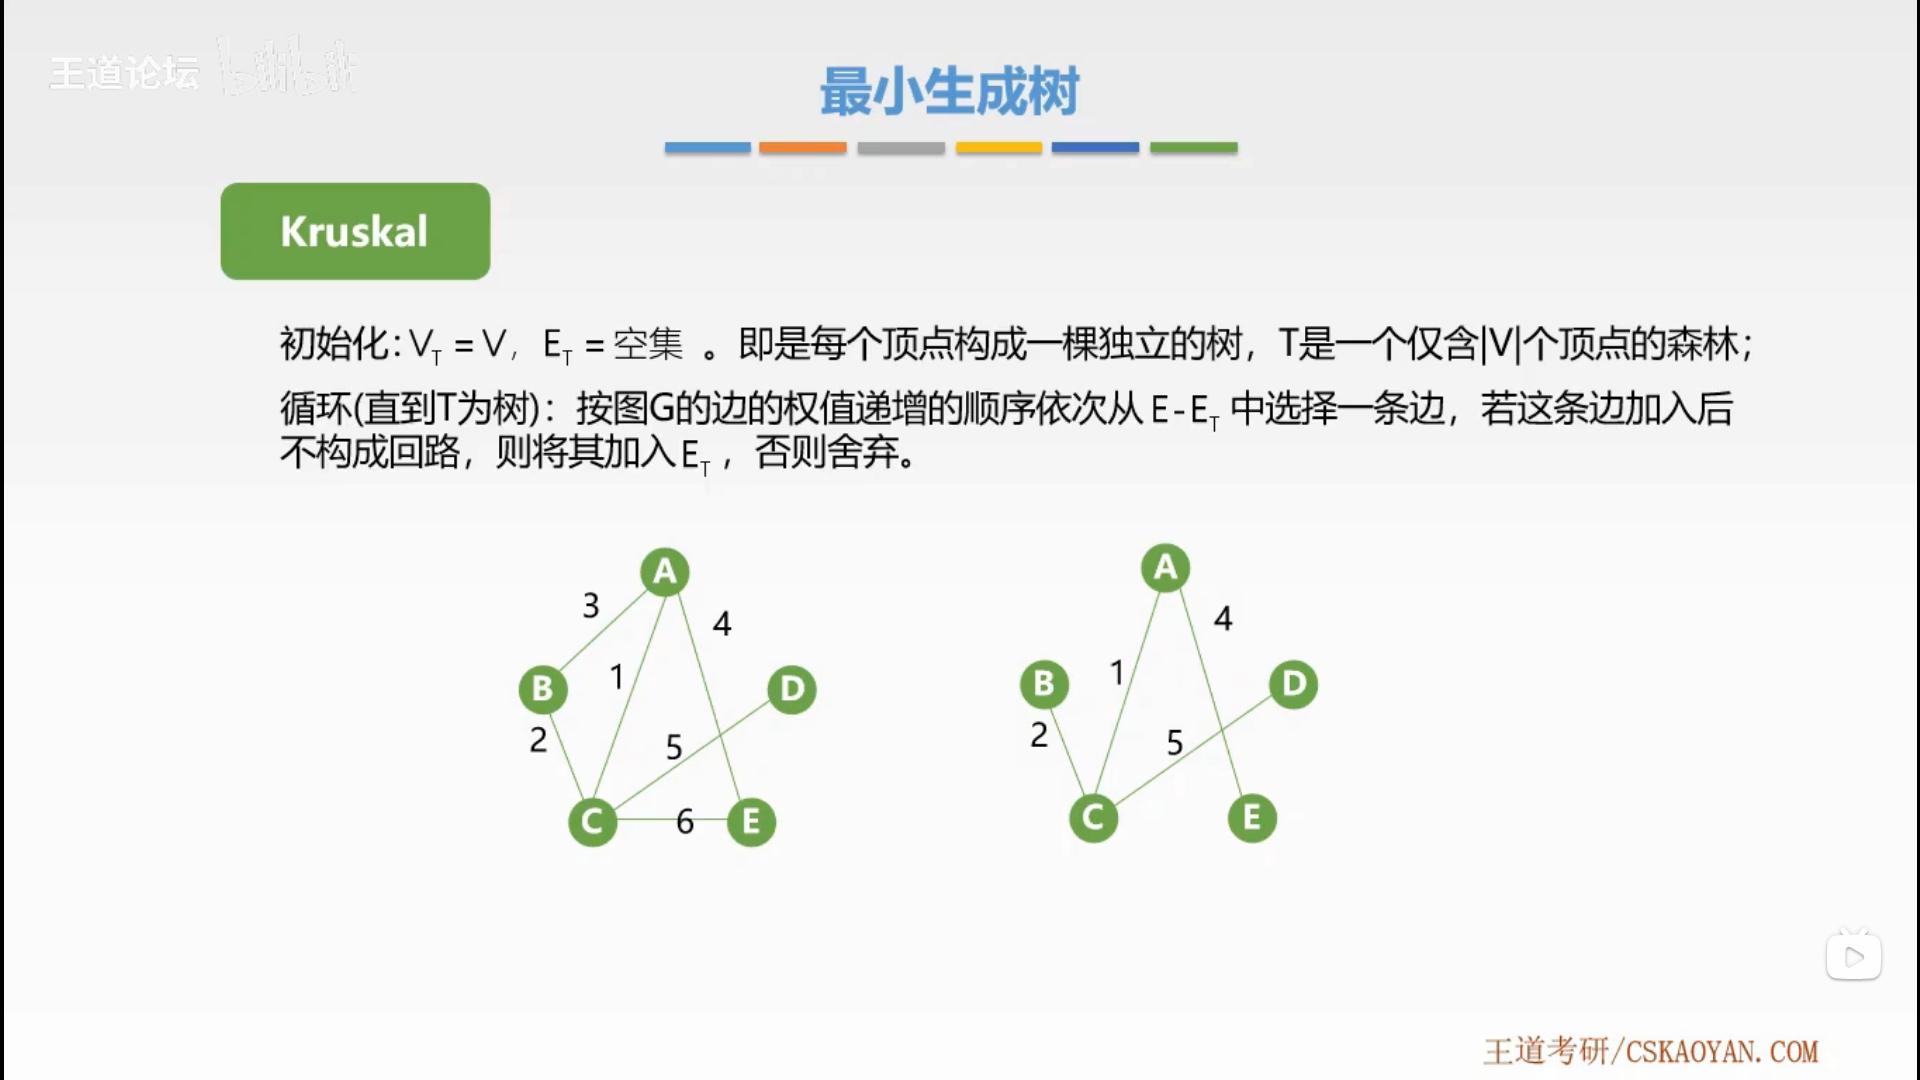 王道论坛 bilibili
最小生成树
Kruskal
初始化：V_T = V，E_T = 空集 。即是每个顶点构成一棵独立的树，T是一个仅含|V|个顶点的森林；
循环(直到T为树)：按图G的边的权值递增的顺序依次从 E-E_T 中选择一条边，若这条边加入后
不构成回路，则将其加入 E_T ，否则舍弃。
A
3
4
1
B
D
2
5
C
6
E
A
4
1
B
D
2
5
C
E
王道考研/CSKAOYAN.COM